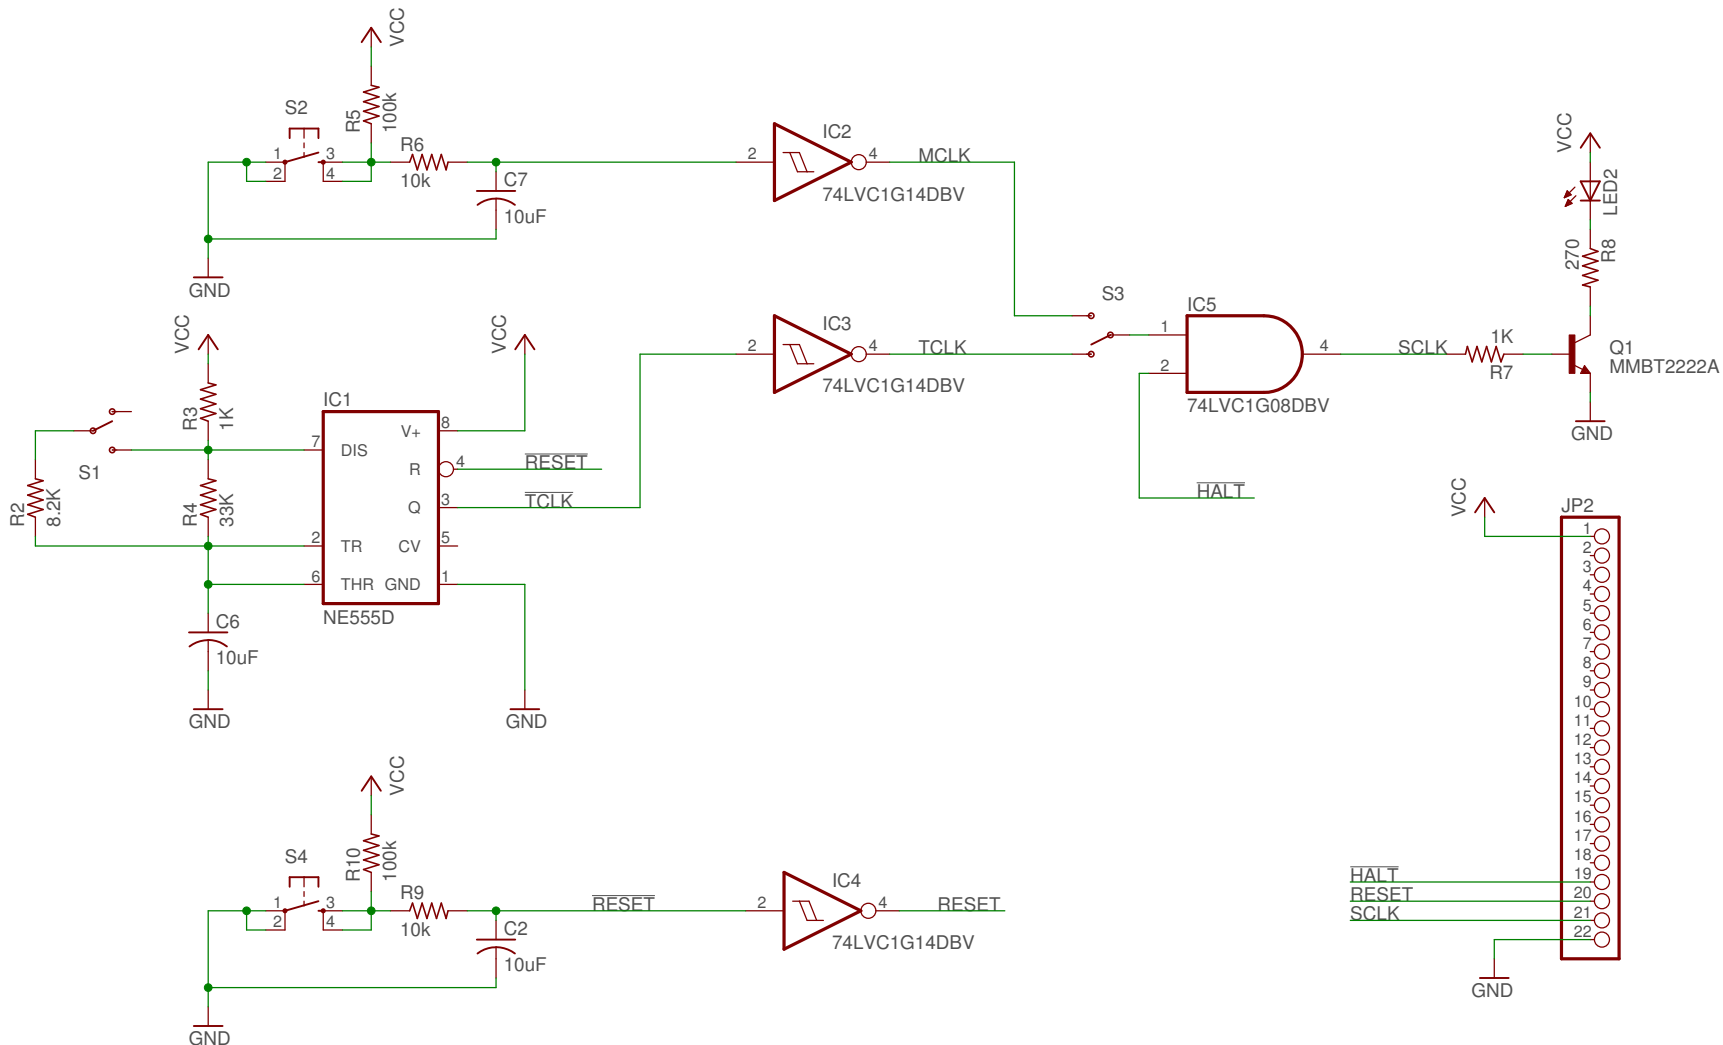 VCC
S2
R5
100k
1
2
3
4
R6
10k
C7
10uF
GND
2
IC2
4
74LVC1G14DBV
MCLK
VCC
R3
1K
S1
R2
8.2K
R4
33K
C6
10uF
GND
IC1
7
DIS
2
TR
6
THR
V+
8
R
4
Q
3
CV
5
GND
1
NE555D
VCC
RESET
TCLK
GND
2
IC3
4
74LVC1G14DBV
TCLK
S3
IC5
1
2
4
74LVC1G08DBV
HALT
SCLK
1K
R7
VCC
LED2
270
R8
Q1
MMBT2222A
GND
VCC
S4
R10
100k
1
2
3
4
R9
10k
C2
10uF
GND
RESET
2
IC4
4
74LVC1G14DBV
RESET
VCC
JP2
1
2
3
4
5
6
7
8
9
10
11
12
13
14
15
16
17
18
HALT 19
RESET 20
SCLK 21
22
GND